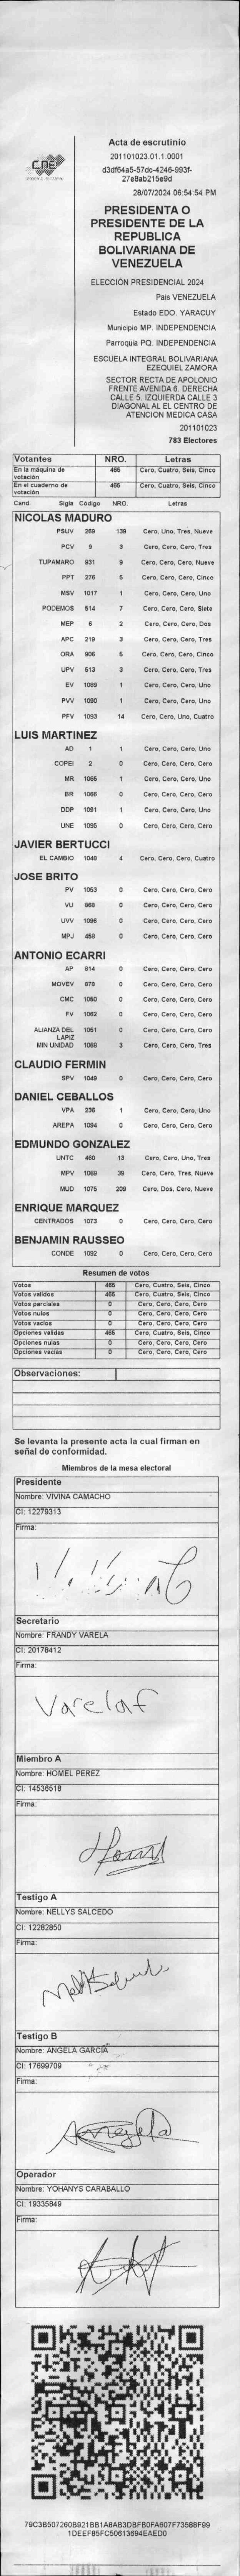 Acta de escrutinio
201101023.01.1.0001
d3df64a5-57dc-4246-993f-
27e8ab215e9d
28/07/2024 06:54:54 PM
CNE
PRESIDENTA O
PRESIDENTE DE LA
REPUBLICA
BOLIVARIANA DE
VENEZUELA
ELECCIÓN PRESIDENCIAL 2024
Pais VENEZUELA
Estado EDO. YARACUY
Municipio MP. INDEPENDENCIA
Parroquia PQ. INDEPENDENCIA
ESCUELA INTEGRAL BOLIVARIANA
EZEQUIEL ZAMORA
SECTOR RECTA DE APOLONIO
FRENTE AVENIDA 6. DERECHA
CALLE 5. IZQUIERDA CALLE 3
DIAGONAL AL EL CENTRO DE
ATENCION MEDICA CASA
201101023
783 Electores
Votantes NRO. Letras
En la máquina de votación 465 Cero, Cuatro, Seis, Cinco
En el cuaderno de votación 465 Cero, Cuatro, Seis, Cinco
Cand. Sigla Código NRO. Letras
NICOLAS MADURO
PSUV 269 139 Cero, Uno, Tres, Nueve
PCV 9 3 Cero, Cero, Cero, Tres
TUPAMARO 931 9 Cero, Cero, Cero, Nueve
PPT 276 5 Cero, Cero, Cero, Cinco
MSV 1017 1 Cero, Cero, Cero, Uno
PODEMOS 514 7 Cero, Cero, Cero, Siete
MEP 6 2 Cero, Cero, Cero, Dos
APC 219 3 Cero, Cero, Cero, Tres
ORA 906 5 Cero, Cero, Cero, Cinco
UPV 513 3 Cero, Cero, Cero, Tres
EV 1089 1 Cero, Cero, Cero, Uno
PVV 1090 1 Cero, Cero, Cero, Uno
PFV 1093 14 Cero, Cero, Uno, Cuatro
LUIS MARTINEZ
AD 1 1 Cero, Cero, Cero, Uno
COPEI 2 0 Cero, Cero, Cero, Cero
MR 1065 1 Cero, Cero, Cero, Uno
BR 1066 0 Cero, Cero, Cero, Cero
DDP 1091 1 Cero, Cero, Cero, Uno
UNE 1095 0 Cero, Cero, Cero, Cero
JAVIER BERTUCCI
EL CAMBIO 1048 4 Cero, Cero, Cero, Cuatro
JOSE BRITO
PV 1053 0 Cero, Cero, Cero, Cero
VU 968 0 Cero, Cero, Cero, Cero
UVV 1096 0 Cero, Cero, Cero, Cero
MPJ 459 0 Cero, Cero, Cero, Cero
ANTONIO ECARRI
AP 814 0 Cero, Cero, Cero, Cero
MOVEV 878 0 Cero, Cero, Cero, Cero
CMC 1050 0 Cero, Cero, Cero, Cero
FV 1062 0 Cero, Cero, Cero, Cero
ALIANZA DEL LAPIZ 1051 0 Cero, Cero, Cero, Cero
MIN UNIDAD 1068 3 Cero, Cero, Cero, Tres
CLAUDIO FERMIN
SPV 1049 0 Cero, Cero, Cero, Cero
DANIEL CEBALLOS
VPA 236 1 Cero, Cero, Cero, Uno
AREPA 1094 0 Cero, Cero, Cero, Cero
EDMUNDO GONZALEZ
UNTC 460 13 Cero, Cero, Uno, Tres
MPV 1069 39 Cero, Cero, Tres, Nueve
MUD 1075 209 Cero, Dos, Cero, Nueve
ENRIQUE MARQUEZ
CENTRADOS 1073 0 Cero, Cero, Cero, Cero
BENJAMIN RAUSSEO
CONDE 1092 0 Cero, Cero, Cero, Cero
Resumen de votos
Votos 465 Cero, Cuatro, Seis, Cinco
Votos validos 465 Cero, Cuatro, Seis, Cinco
Votos parciales 0 Cero, Cero, Cero, Cero
Votos nulos 0 Cero, Cero, Cero, Cero
Votos vacios 0 Cero, Cero, Cero, Cero
Opciones validas 465 Cero, Cuatro, Seis, Cinco
Opciones nulas 0 Cero, Cero, Cero, Cero
Opciones vacias 0 Cero, Cero, Cero, Cero
Observaciones:
Se levanta la presente acta la cual firman en
señal de conformidad.
Miembros de la mesa electoral
Presidente
Nombre: VIVINA CAMACHO
CI: 12279313
Firma:
Secretario
Nombre: FRANDY VARELA
CI: 20178412
Firma:
Varelaf
Miembro A
Nombre: HOMEL PEREZ
CI: 14536518
Firma:
Testigo A
Nombre: NELLYS SALCEDO
CI: 12282850
Firma:
Testigo B
Nombre: ANGELA GARCIA
CI: 17699709
Firma:
Operador
Nombre: YOHANYS CARABALLO
CI: 19335849
Firma:
79C3B507260B921BB1A8AB3DBFB0FA607F73588F99
1DEEF85FC50613694EAED0